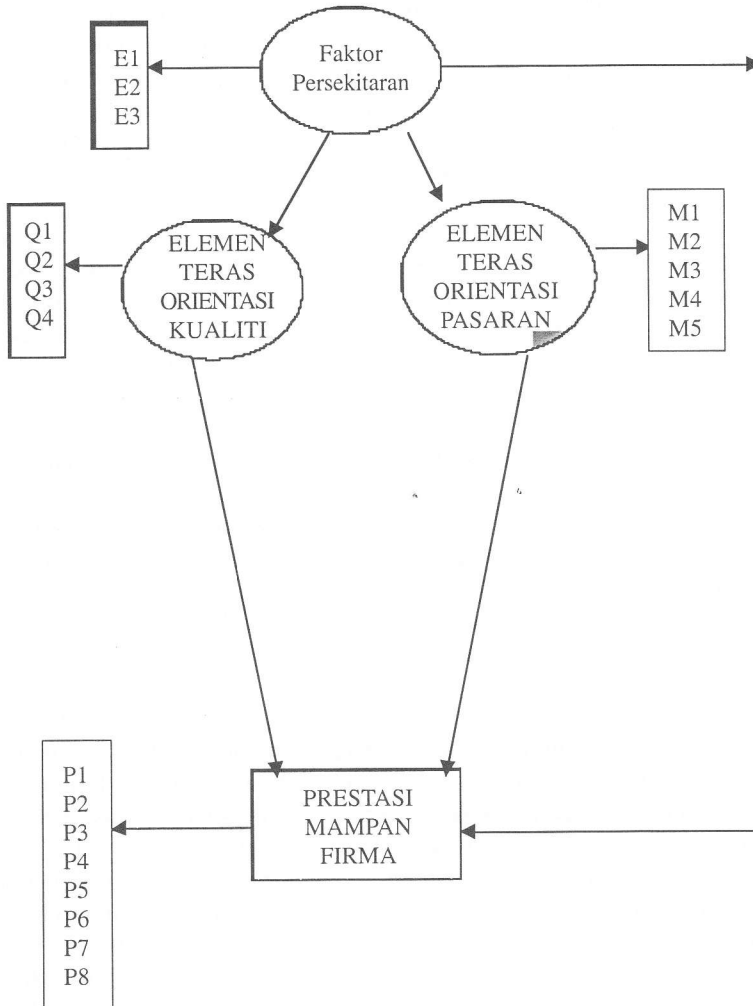 Faktor
Persekitaran
E1
E2
E3
ELEMEN
TERAS
ORIENTASI
KUALITI
Q1
Q2
Q3
Q4
ELEMEN
TERAS
ORIENTASI
PASARAN
M1
M2
M3
M4
M5
PRESTASI
MAMPAN
FIRMA
P1
P2
P3
P4
P5
P6
P7
P8